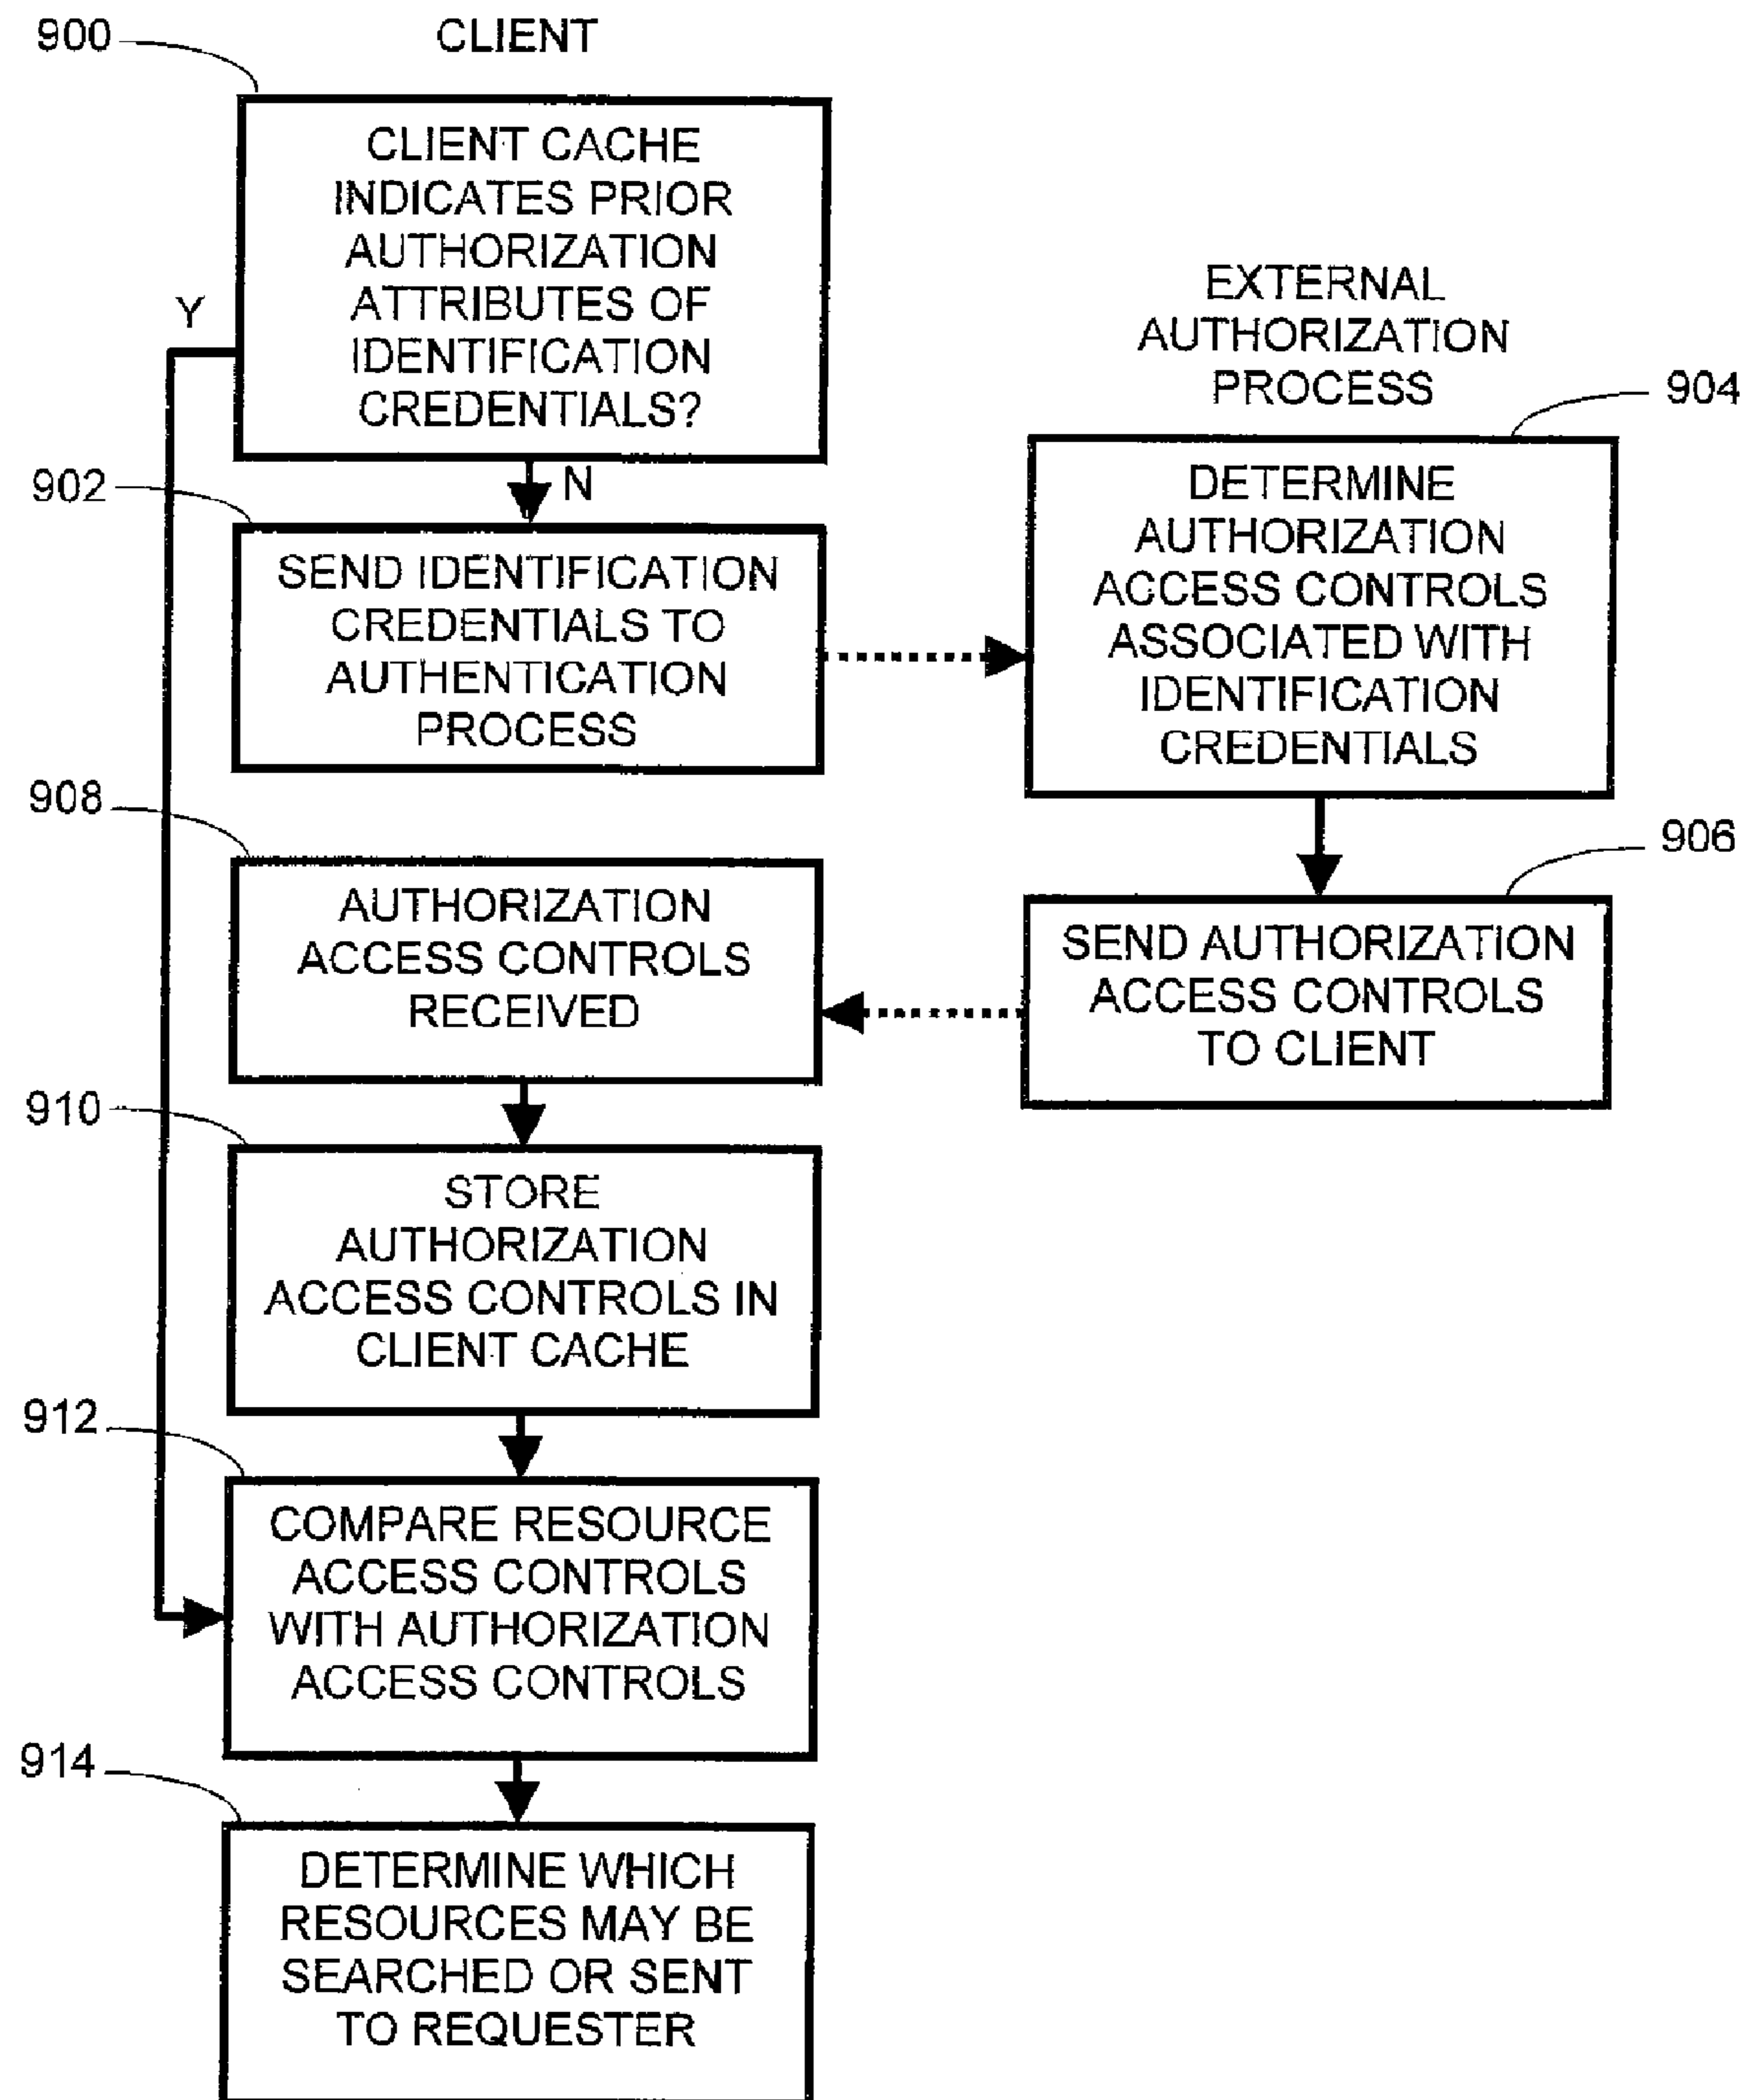 900
CLIENT
CLIENT CACHE
INDICATES PRIOR
AUTHORIZATION
ATTRIBUTES OF
IDENTIFICATION
CREDENTIALS?
Y
N
902
SEND IDENTIFICATION
CREDENTIALS TO
AUTHENTICATION
PROCESS
EXTERNAL
AUTHORIZATION
PROCESS
904
DETERMINE
AUTHORIZATION
ACCESS CONTROLS
ASSOCIATED WITH
IDENTIFICATION
CREDENTIALS
906
SEND AUTHORIZATION
ACCESS CONTROLS
TO CLIENT
908
AUTHORIZATION
ACCESS CONTROLS
RECEIVED
910
STORE
AUTHORIZATION
ACCESS CONTROLS IN
CLIENT CACHE
912
COMPARE RESOURCE
ACCESS CONTROLS
WITH AUTHORIZATION
ACCESS CONTROLS
914
DETERMINE WHICH
RESOURCES MAY BE
SEARCHED OR SENT
TO REQUESTER